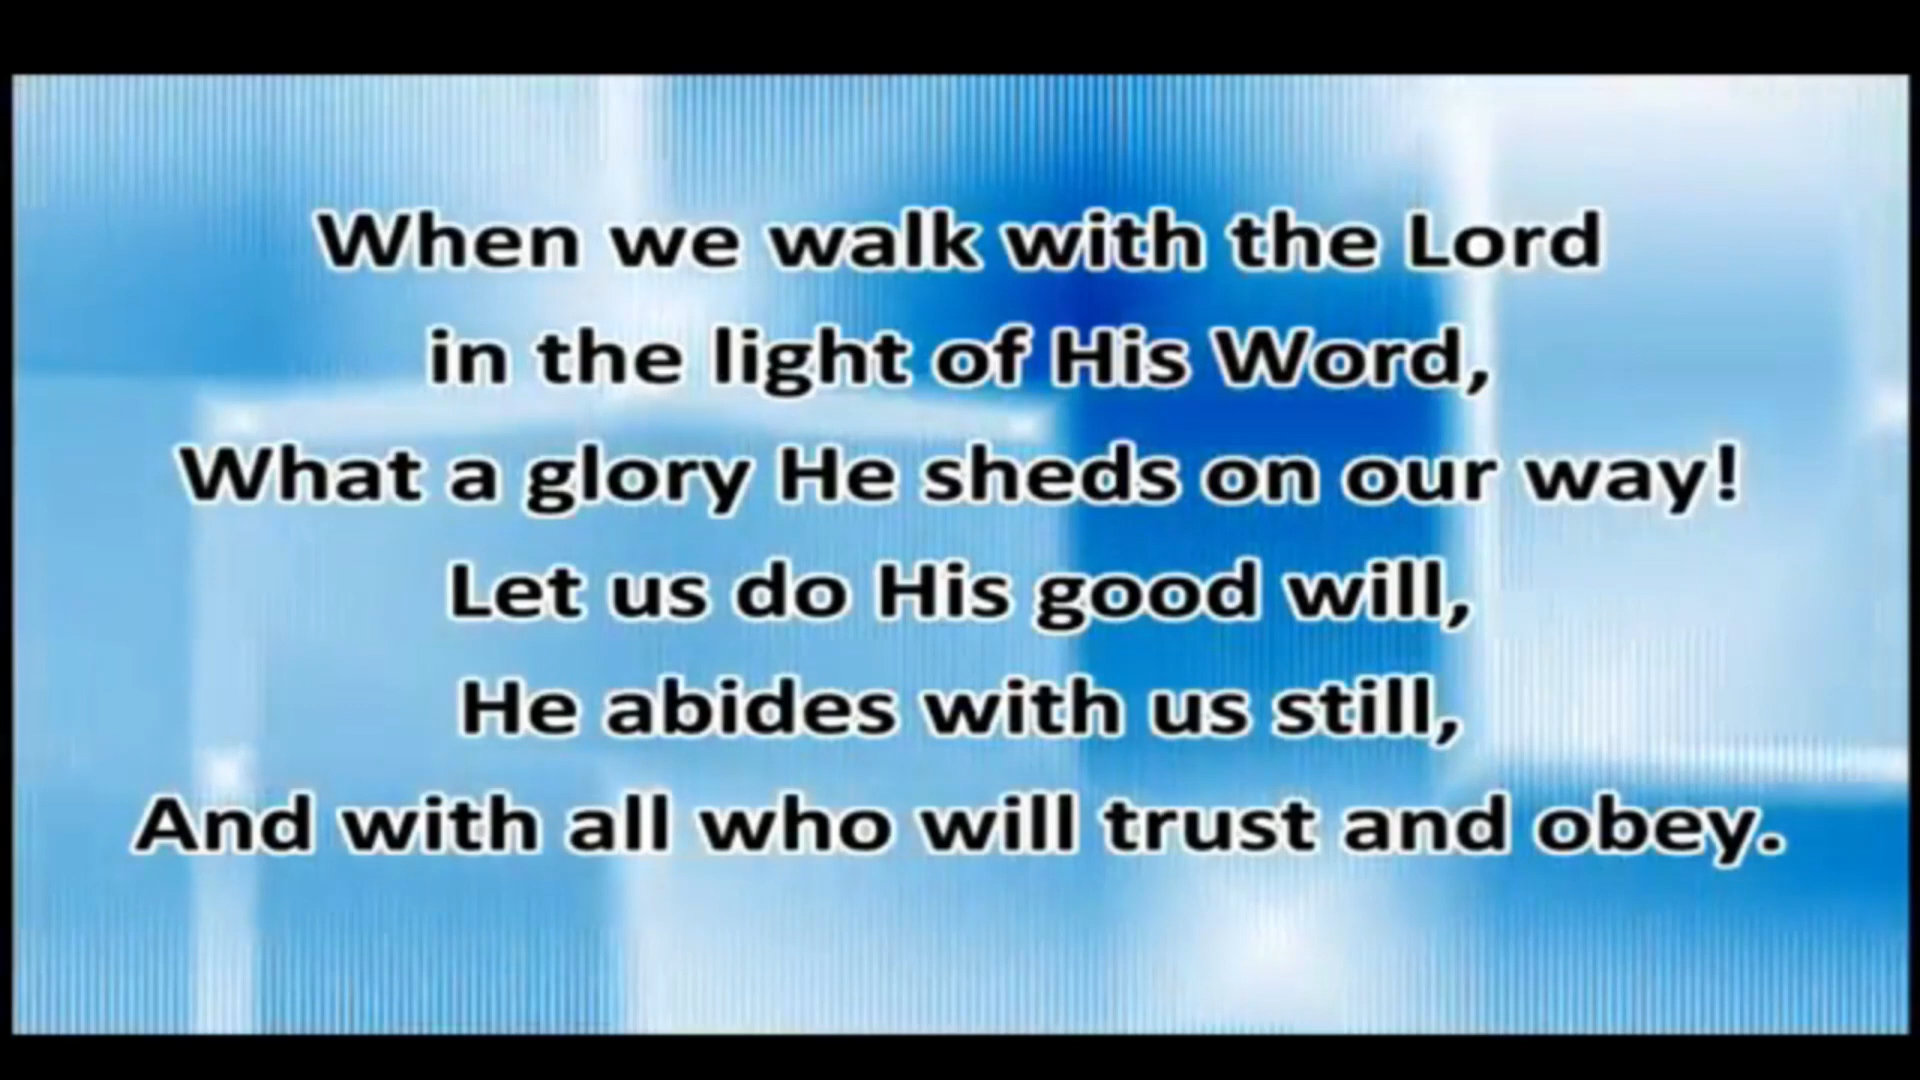 When we walk with the Lord
in the light of His Word,
What a glory He sheds on our way!
Let us do His good will,
He abides with us still,
And with all who will trust and obey.